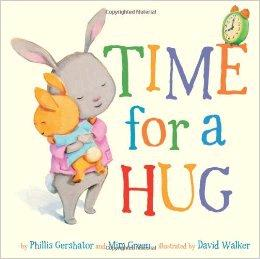 TIME
for a
HUG
by Phillis Gershator and Mim Green, illustrated by David Walker